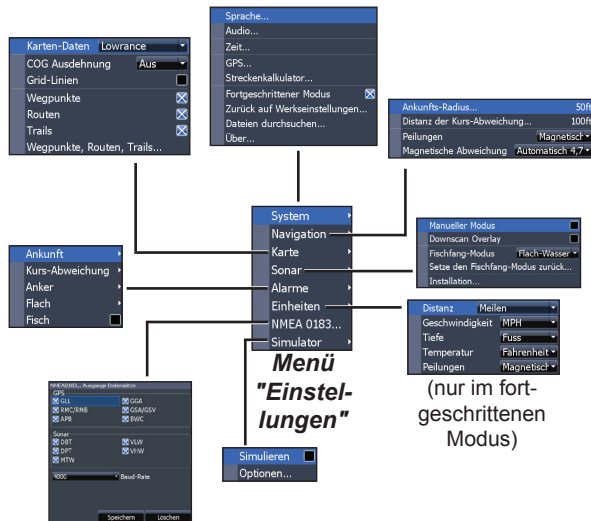 Sprache...
Audio...
Zeit...
GPS...
Streckenkalkulator...
Fortgeschrittener Modus
Zurück auf Werkseinstellungen...
Dateien durchsuchen...
Über...
Karten-Daten Lowrance
COG Ausdehnung Aus
Grid-Linien
Wegpunkte
Routen
Trails
Wegpunkte, Routen, Trails...
Ankunfts-Radius... 50ft
Distanz der Kurs-Abweichung... 100ft
Peilungen Magnetisch
Magnetische Abweichung Automatisch 4,7
System
Navigation
Karte
Sonar
Alarme
Einheiten
NMEA 0183...
Simulator
Menü
"Einstel-
lungen"
Manueller Modus
Downscan Overlay
Fischfang-Modus Flach-Wasser
Setze den Fischfang-Modus zurück...
Installation...
Ankunft
Kurs-Abweichung
Anker
Flach
Fisch
Distanz Meilen
Geschwindigkeit MPH
Tiefe Fuss
Temperatur Fahrenheit
Peilungen Magnetisch
(nur im fort-
geschrittenen
Modus)
NMEA0183... Ausgangs Datensätze
GPS
GLL GGA
RMC/RMB GSA/GSV
APB BWC
Sonar
DBT VLW
DPT VHW
MTW
4800 Baud-Rate
Speichern Löschen
Simulieren
Optionen...